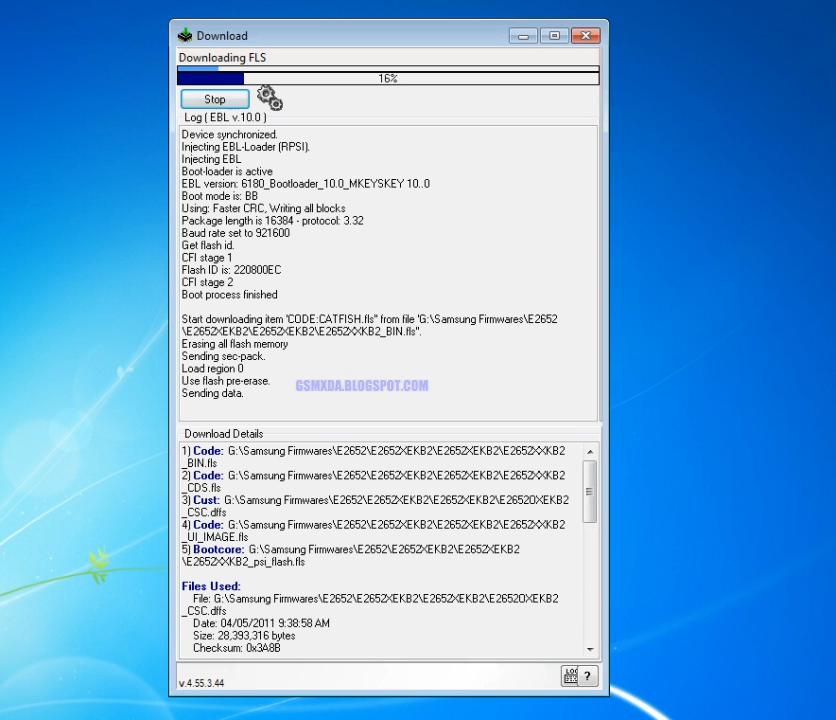 Download
Downloading FLS
16%
Stop
Log ( EBL v.10.0 )
Device synchronized.
Injecting EBL-Loader (RPSI).
Injecting EBL
Boot-loader is active
EBL version: 6180_Bootloader_10.0_MKEYSKEY 10..0
Boot mode is: BB
Using: Faster CRC, Writing all blocks
Package length is 16384 - protocol: 3.32
Baud rate set to 921600
Get flash id.
CFI stage 1
Flash ID is: 220800EC
CFI stage 2
Boot process finished
Start downloading item 'CODE:CATFISH.fls'' from file 'G:\Samsung Firmwares\E2652
\E2652XEKB2\E2652XEKB2\E2652XXKB2_BIN.fls''.
Erasing all flash memory
Sending sec-pack.
Load region 0
Use flash pre-erase.
Sending data.
GSMXDA.BLOGSPOT.COM
Download Details
1) Code: G:\Samsung Firmwares\E2652\E2652XEKB2\E2652XEKB2\E2652XXKB2
_BIN.fls
2) Code: G:\Samsung Firmwares\E2652\E2652XEKB2\E2652XEKB2\E2652XXKB2
_CDS.fls
3) Cust: G:\Samsung Firmwares\E2652\E2652XEKB2\E2652XEKB2\E2652OXEKB2
_CSC.dffs
4) Code: G:\Samsung Firmwares\E2652\E2652XEKB2\E2652XEKB2\E2652XXKB2
_UI_IMAGE.fls
5) Bootcore: G:\Samsung Firmwares\E2652\E2652XEKB2\E2652XEKB2
\E2652XXKB2_psi_flash.fls
Files Used:
File: G:\Samsung Firmwares\E2652\E2652XEKB2\E2652XEKB2\E2652OXEKB2
_CSC.dffs
Date: 04/05/2011 9:38:58 AM
Size: 28,393,316 bytes
Checksum: 0x3A8B
v.4.55.3.44
LOG
?